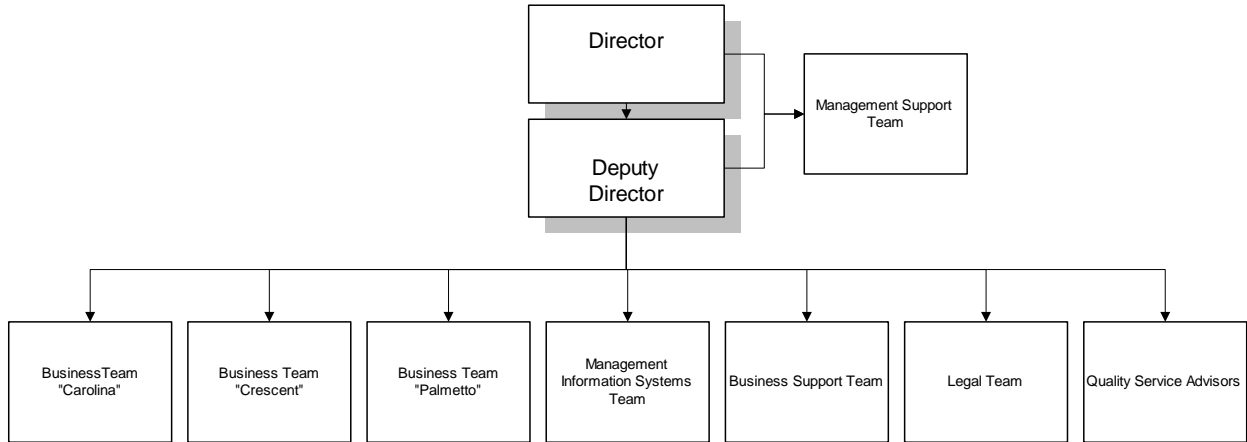 Director
Management Support
Team
Deputy
Director
BusinessTeam
"Carolina"
Business Team
"Crescent"
Business Team
"Palmetto"
Management
Information Systems
Team
Business Support Team
Legal Team
Quality Service Advisors